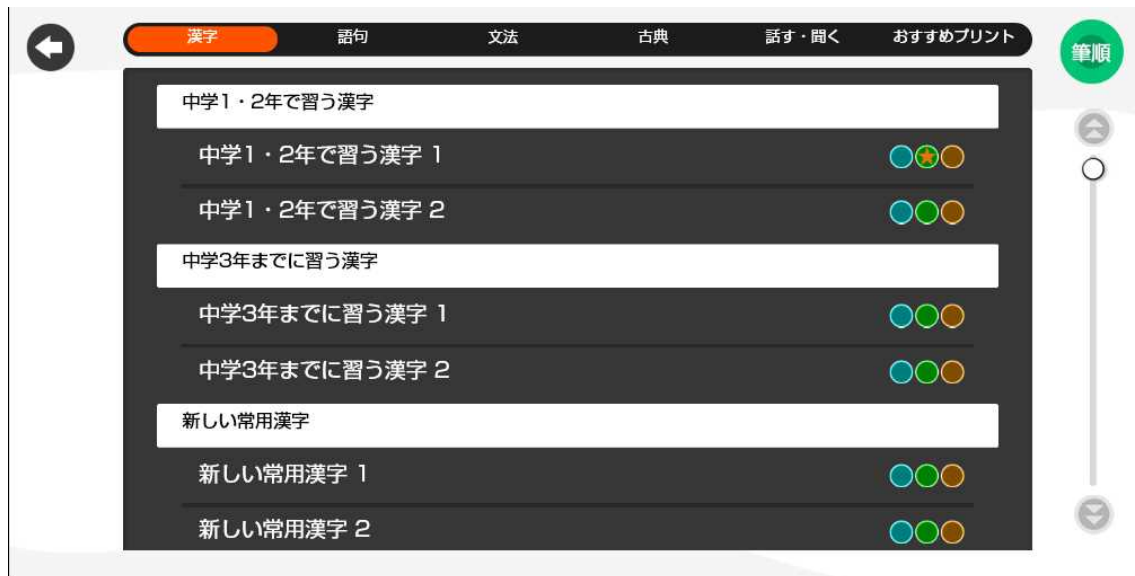 漢字 語句 文法 古典 話す・聞く おすすめプリント
筆順
中学1・2年で習う漢字
中学1・2年で習う漢字 1
中学1・2年で習う漢字 2
中学3年までに習う漢字
中学3年までに習う漢字 1
中学3年までに習う漢字 2
新しい常用漢字
新しい常用漢字 1
新しい常用漢字 2